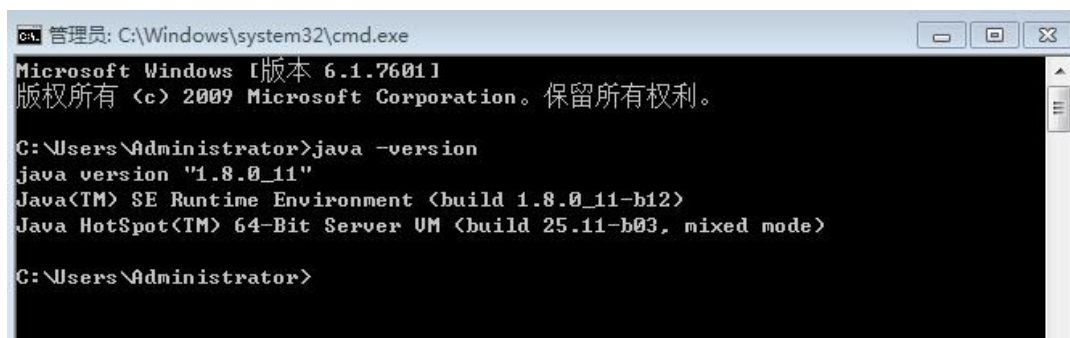 管理员: C:\Windows\system32\cmd.exe
Microsoft Windows [版本 6.1.7601]
版权所有 (c) 2009 Microsoft Corporation。保留所有权利。
C:\Users\Administrator>java -version
java version "1.8.0_11"
Java(TM) SE Runtime Environment (build 1.8.0_11-b12)
Java HotSpot(TM) 64-Bit Server VM (build 25.11-b03, mixed mode)
C:\Users\Administrator>